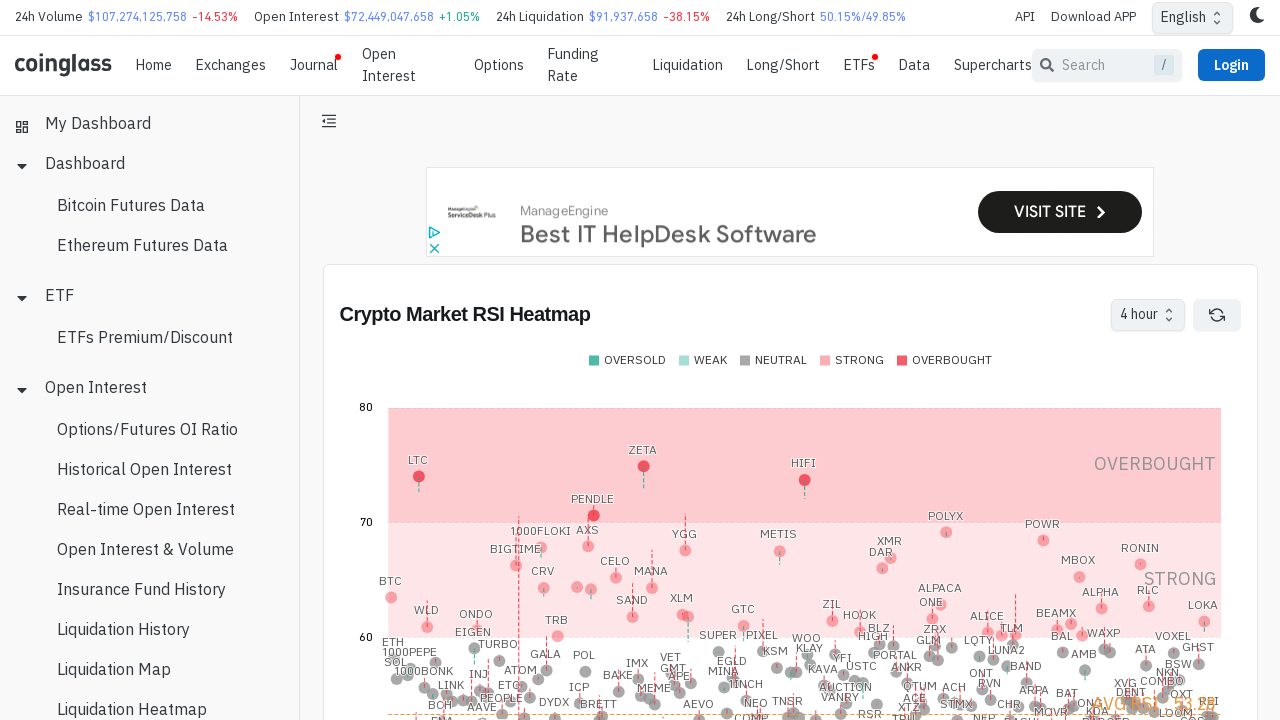 24h Volume $107,274,125,758 -14.53% Open Interest $72,449,047,658 +1.05% 24h Liquidation $91,937,658 -38.15% 24h Long/Short 50.15%/49.85% API Download APP English
coinglass Home Exchanges Journal Open Interest Options Funding Rate Liquidation Long/Short ETFs Data Supercharts Search / Login
My Dashboard
Dashboard
Bitcoin Futures Data
Ethereum Futures Data
ETF
ETFs Premium/Discount
Open Interest
Options/Futures OI Ratio
Historical Open Interest
Real-time Open Interest
Open Interest & Volume
Insurance Fund History
Liquidation History
Liquidation Map
Liquidation Heatmap
ManageEngine
ServiceDesk Plus
ManageEngine
Best IT HelpDesk Software
VISIT SITE
Crypto Market RSI Heatmap
4 hour
OVERSOLD WEAK NEUTRAL STRONG OVERBOUGHT
80
ZETA
LTC HIFI OVERBOUGHT
PENDLE
70 POLYX
1000FLOKI AXS YGG METIS POWR
BIGTIME XMR RONIN
DAR
CELO MBOX
BTC CRV MANA STRONG
ALPACA ALPHA RLC
SAND XLM ONE
WLD GTC ZIL LOKA
ONDO TRB HOOK ALICE BEAMX
EIGEN BLZ ZRX TLM
60 SUPER PIXEL WOO HIGH BAL WAXP VOXEL
ETH TURBO KSM KLAY GLM LQTY GHST
1000PEPE GALA POL VET YFI PORTAL LUNA2 AMB ATA
SOL IMX EGLD USTC ANKR BAND BSW
1000BONK ATOM BAKE GMT MINA KAVA ONT NKN
INJ APE COMBO
LINK ETC ICP MEME 1INCH AUCTION QTUM ACH RVN ARPA BAT XVG
PEOPLE DENT OXT
BCH AAVE DYDX BRETT AEVO NEO TNSR VANRY ACE STMX CHR
XTZ
RSR